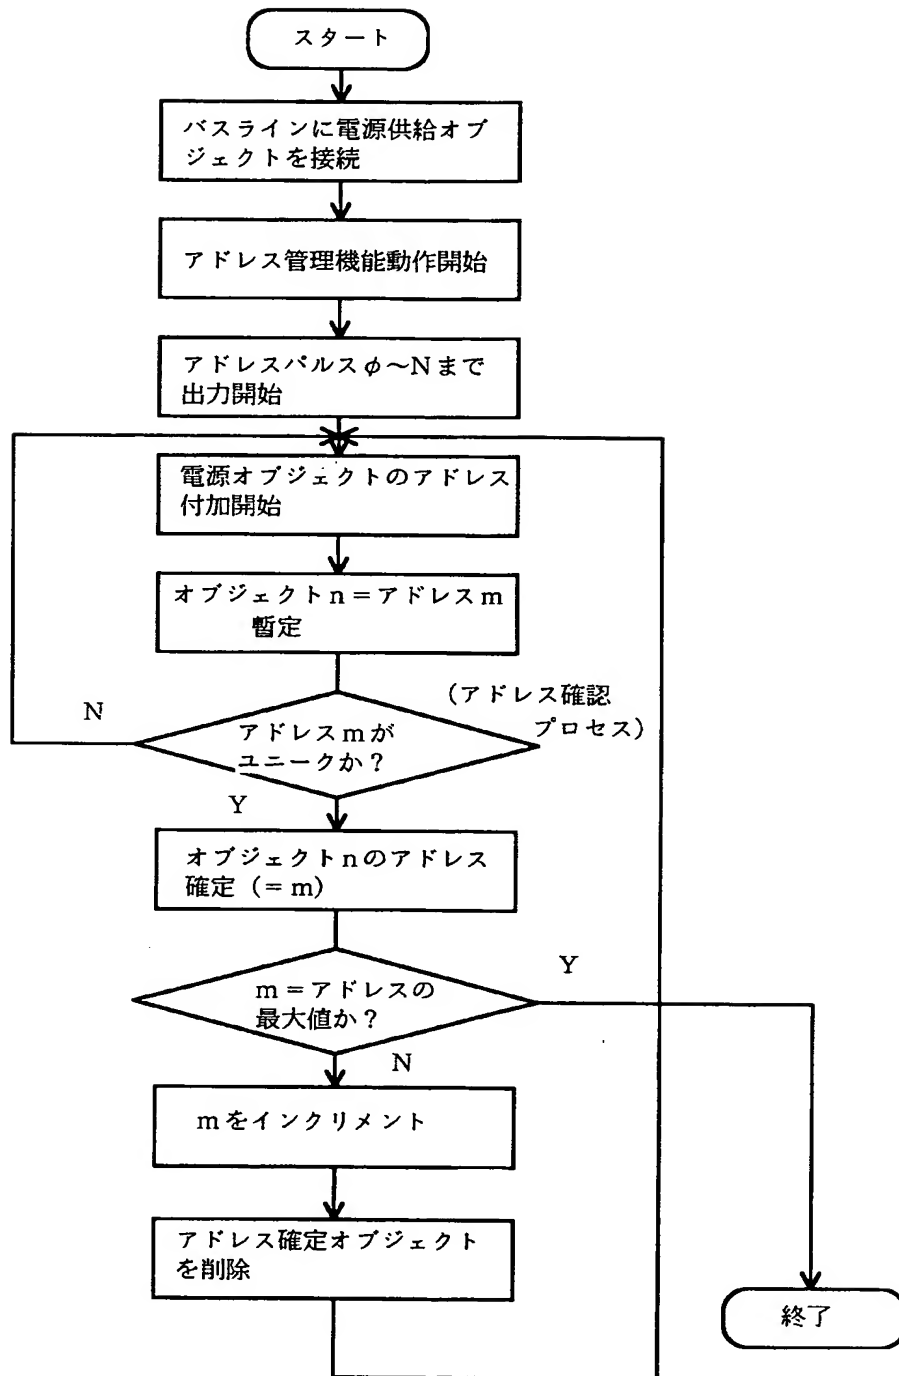 スタート
バスラインに電源供給オブ
ジェクトを接続
アドレス管理機能動作開始
アドレスパルスφ～Nまで
出力開始
電源オブジェクトのアドレス
付加開始
オブジェクトn＝アドレスm
暫定
（アドレス確認
プロセス）
N
アドレスmが
ユニークか？
Y
オブジェクトnのアドレス
確定（＝m）
Y
m＝アドレスの
最大値か？
N
mをインクリメント
アドレス確定オブジェクト
を削除
終了